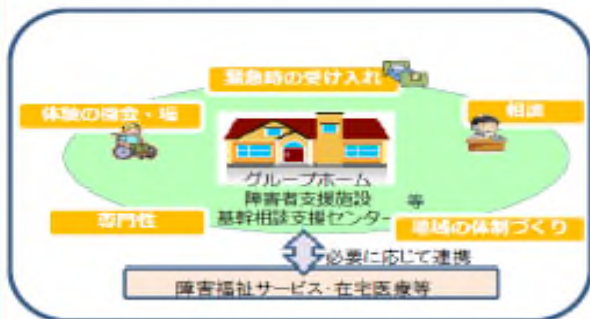 緊急時の受け入れ
体験の機会・場
相談
グループホーム
障害者支援施設
等
基幹相談支援センター
専門性
地域の体制づくり
必要に応じて連携
障害福祉サービス・在宅医療等